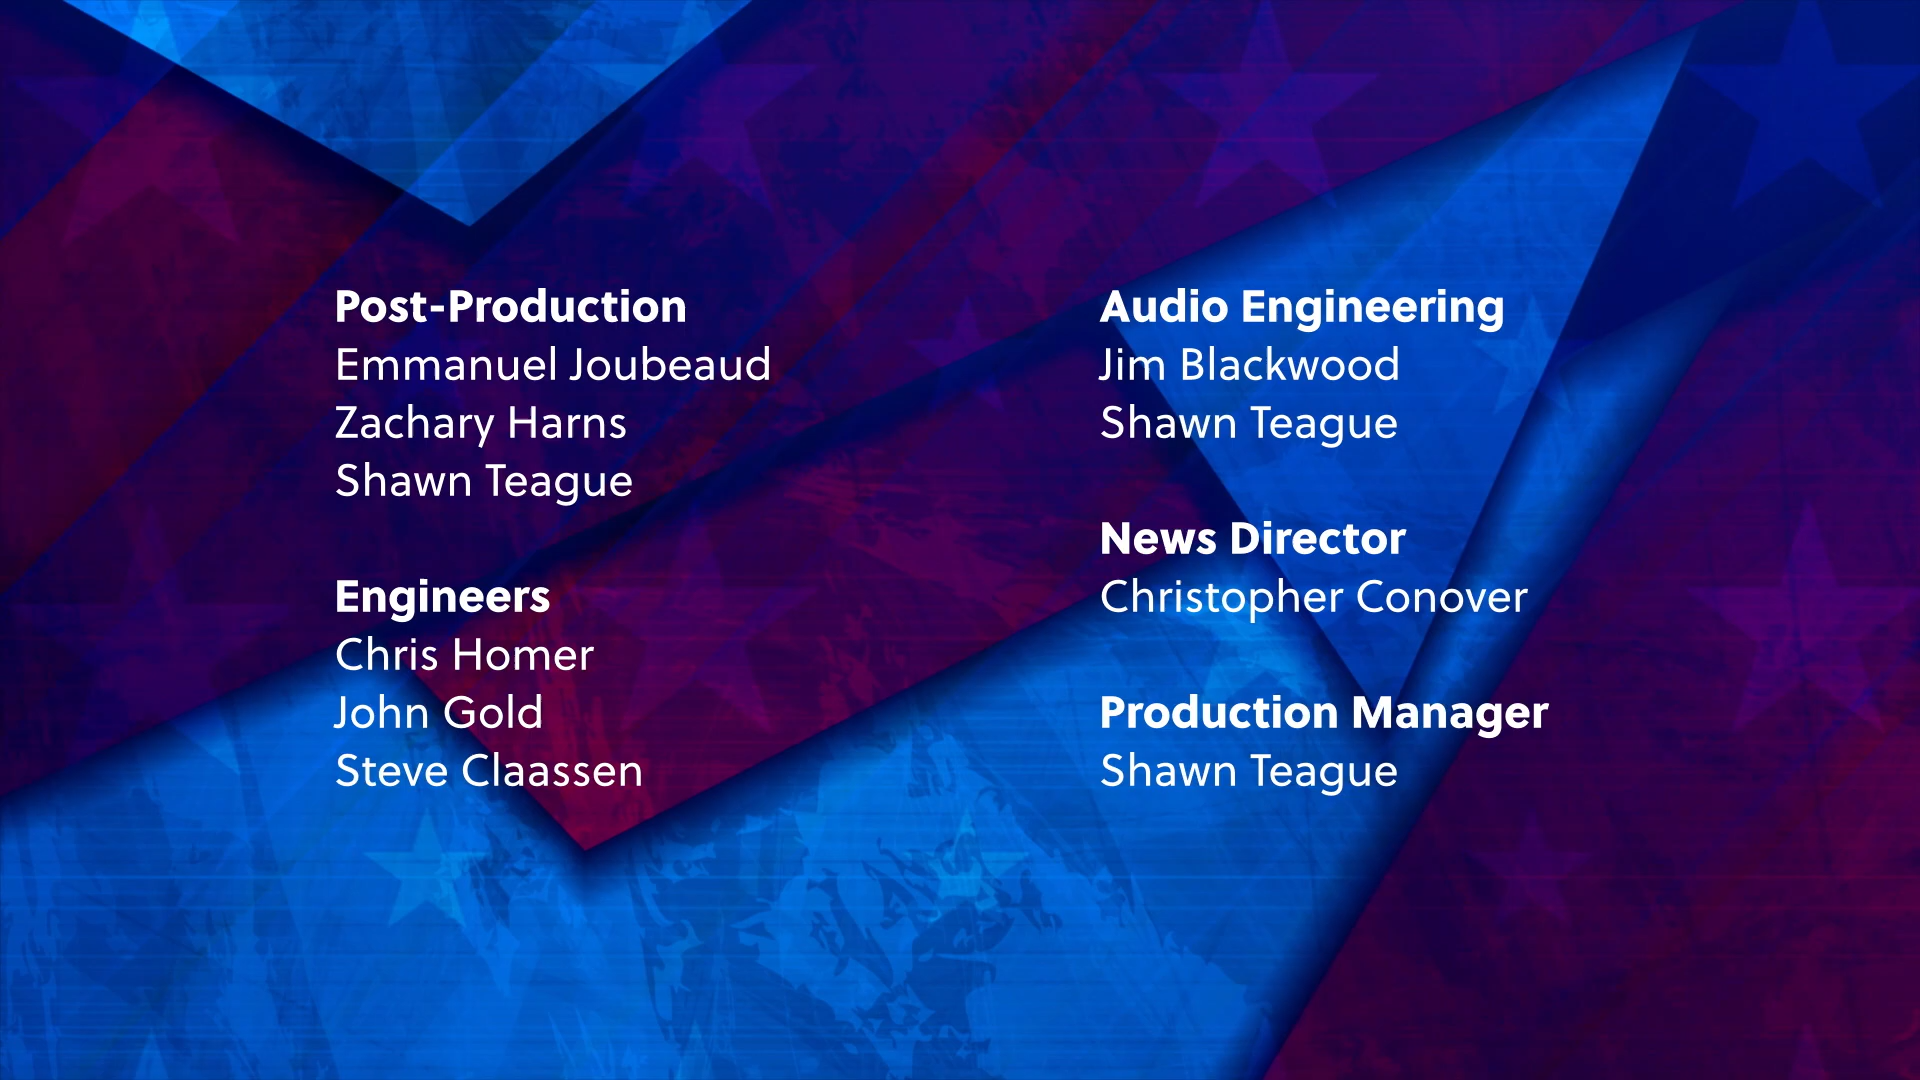 Post-Production
Emmanuel Joubeaud
Zachary Harns
Shawn Teague
Engineers
Chris Homer
John Gold
Steve Claassen
Audio Engineering
Jim Blackwood
Shawn Teague
News Director
Christopher Conover
Production Manager
Shawn Teague